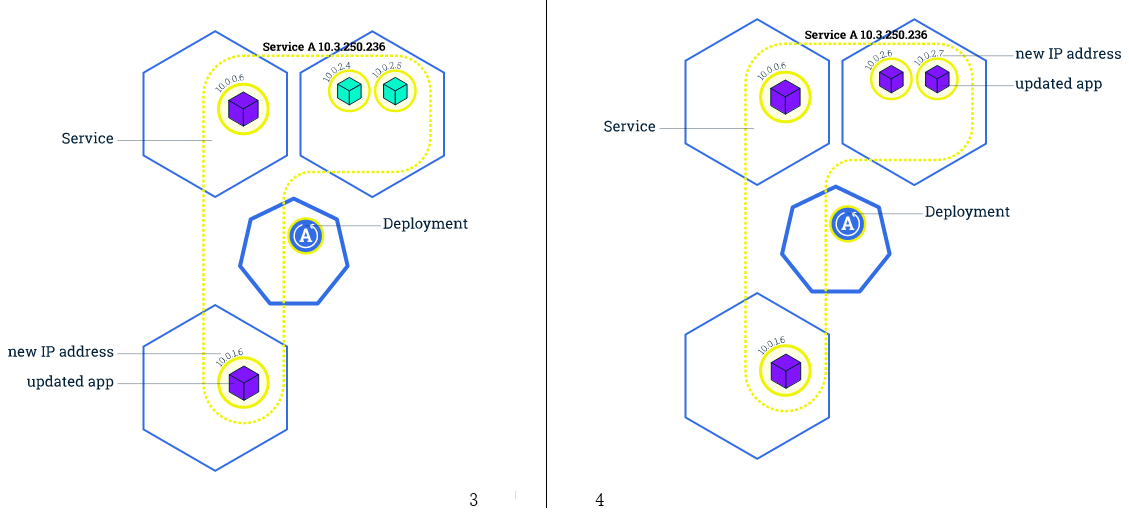 Service A 10.3.250.236
10.0.0.6
10.0.2.4
10.0.2.5
Service
A
Deployment
new IP address
10.0.1.6
updated app
3
Service A 10.3.250.236
10.0.0.6
10.0.2.6
10.0.2.7
new IP address
updated app
Service
A
Deployment
10.0.1.6
4